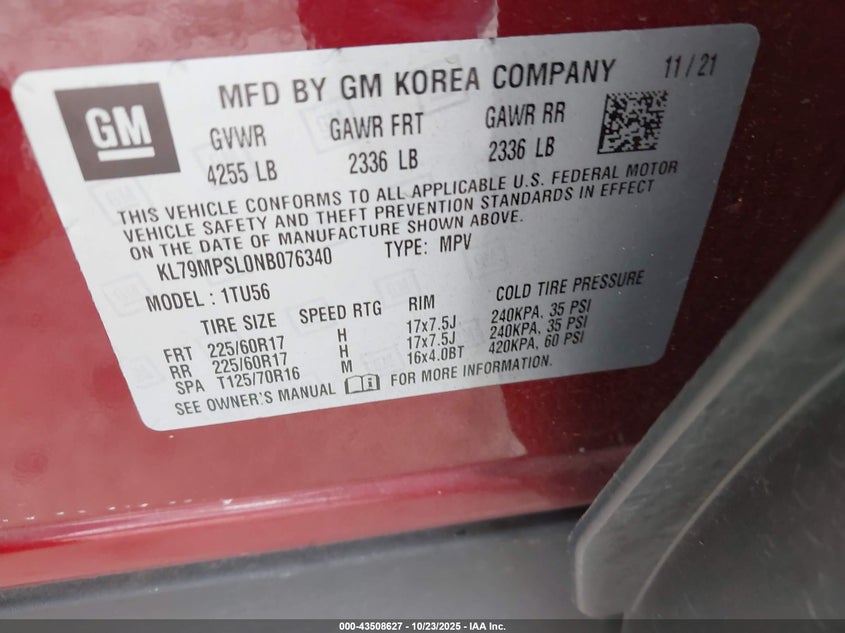 GM
MFD BY GM KOREA COMPANY 11/21
GVWR GAWR FRT GAWR RR
4255 LB 2336 LB 2336 LB
THIS VEHICLE CONFORMS TO ALL APPLICABLE U.S. FEDERAL MOTOR
VEHICLE SAFETY AND THEFT PREVENTION STANDARDS IN EFFECT
ON THE DATE OF MANUFACTURE SHOWN ABOVE.
KL79MPSL0NB076340 TYPE: MPV
MODEL : 1TU56
TIRE SIZE SPEED RTG RIM COLD TIRE PRESSURE
FRT 225/60R17 H 17x7.5J 240KPA, 35 PSI
RR 225/60R17 H 17x7.5J 240KPA, 35 PSI
SPA T125/70R16 M 16x4.0BT 420KPA, 60 PSI
SEE OWNER'S MANUAL FOR MORE INFORMATION.
000-43508627 - 10/23/2025 - IAA Inc.